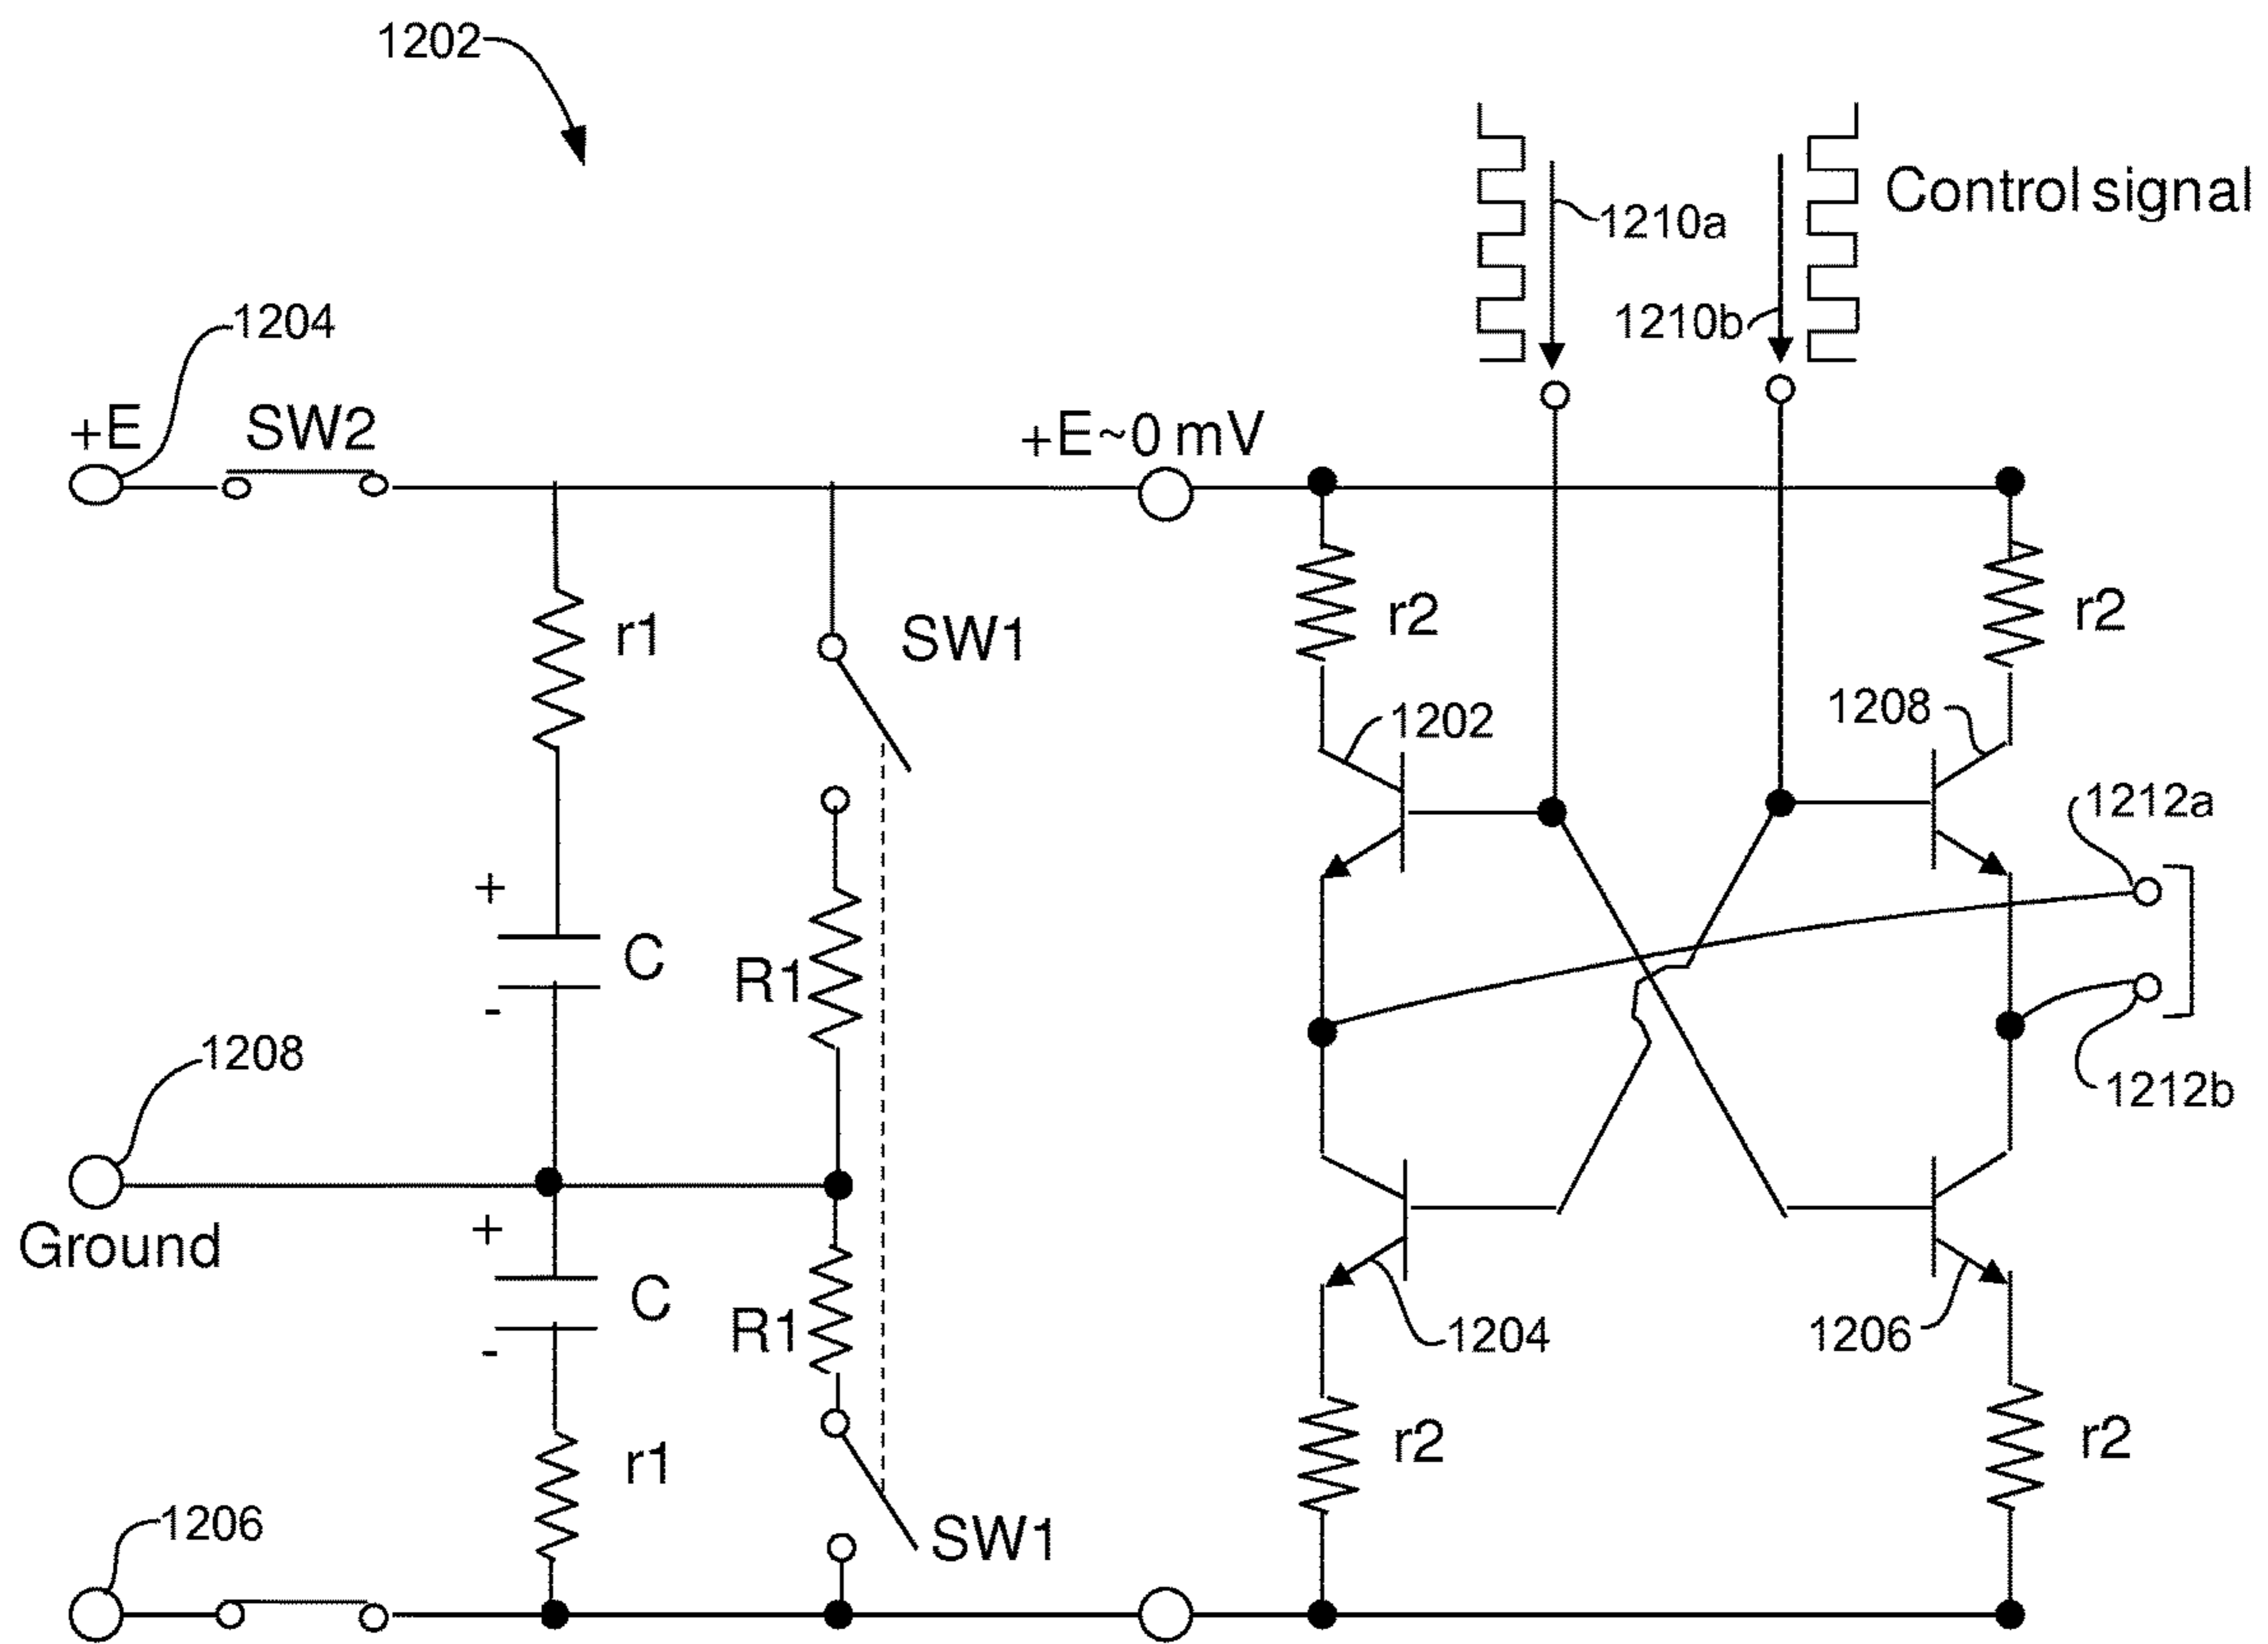 1202
1210a
Control signal
1210b
1204
+E
SW2
+E~0 mV
r1
SW1
r2
r2
1202
1208
1212a
+
C
R1
-
1208
1212b
Ground
+
C
R1
-
1204
1206
r1
r2
r2
1206
SW1